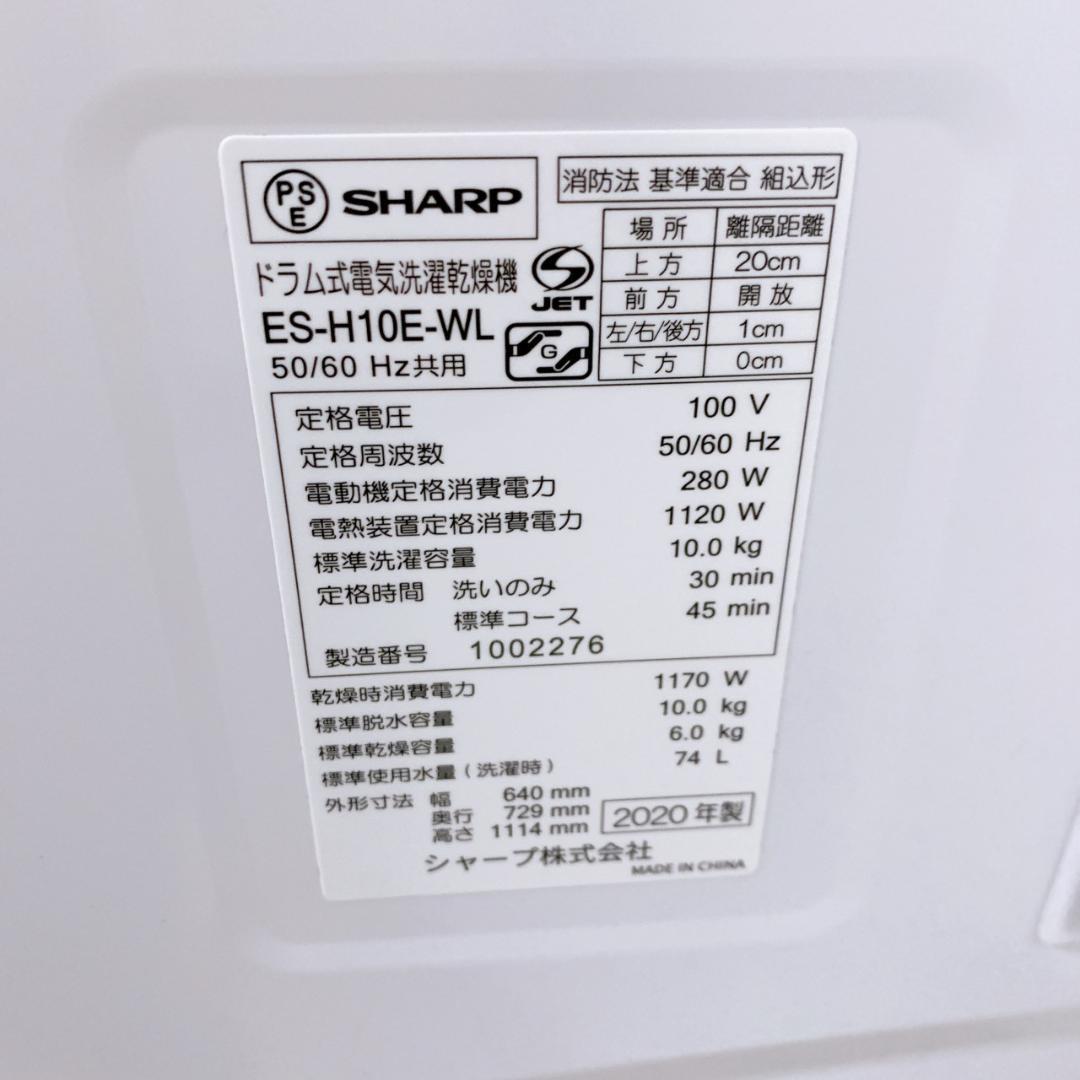 PSE SHARP
消防法 基準適合 組込形
場所 離隔距離
上方 20cm
前方 開放
左/右/後方 1cm
下方 0cm
ドラム式電気洗濯乾燥機
S JET
ES-H10E-WL
G
50/60 Hz共用
定格電圧 100 V
定格周波数 50/60 Hz
電動機定格消費電力 280 W
電熱装置定格消費電力 1120 W
標準洗濯容量 10.0 kg
定格時間 洗いのみ 30 min
標準コース 45 min
製造番号 1002276
乾燥時消費電力 1170 W
標準脱水容量 10.0 kg
標準乾燥容量 6.0 kg
標準使用水量(洗濯時) 74 L
外形寸法 幅 640 mm
奥行 729 mm
高さ 1114 mm
2020年製
シャープ株式会社
MADE IN CHINA